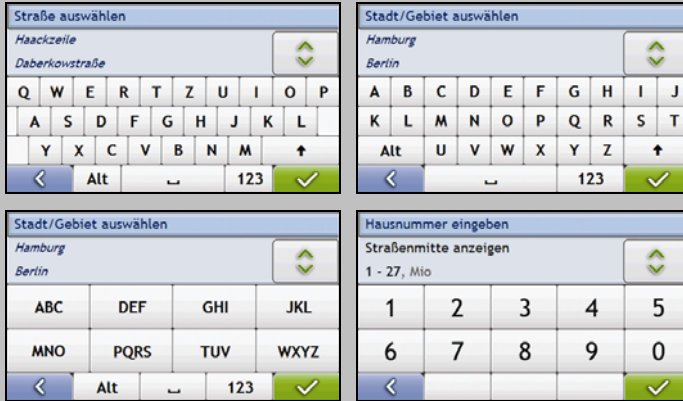 Straße auswählen
Haackzeile
Daberkowstraße
Q W E R T Z U I O P
A S D F G H J K L
Y X C V B N M
Alt 123
Stadt/Gebiet auswählen
Hamburg
Berlin
A B C D E F G H I J
K L M N O P Q R S T
Alt U V W X Y Z
123
Stadt/Gebiet auswählen
Hamburg
Berlin
ABC DEF GHI JKL
MNO PQRS TUV WXYZ
Alt 123
Hausnummer eingeben
Straßenmitte anzeigen
1 - 27, Mio
1 2 3 4 5
6 7 8 9 0